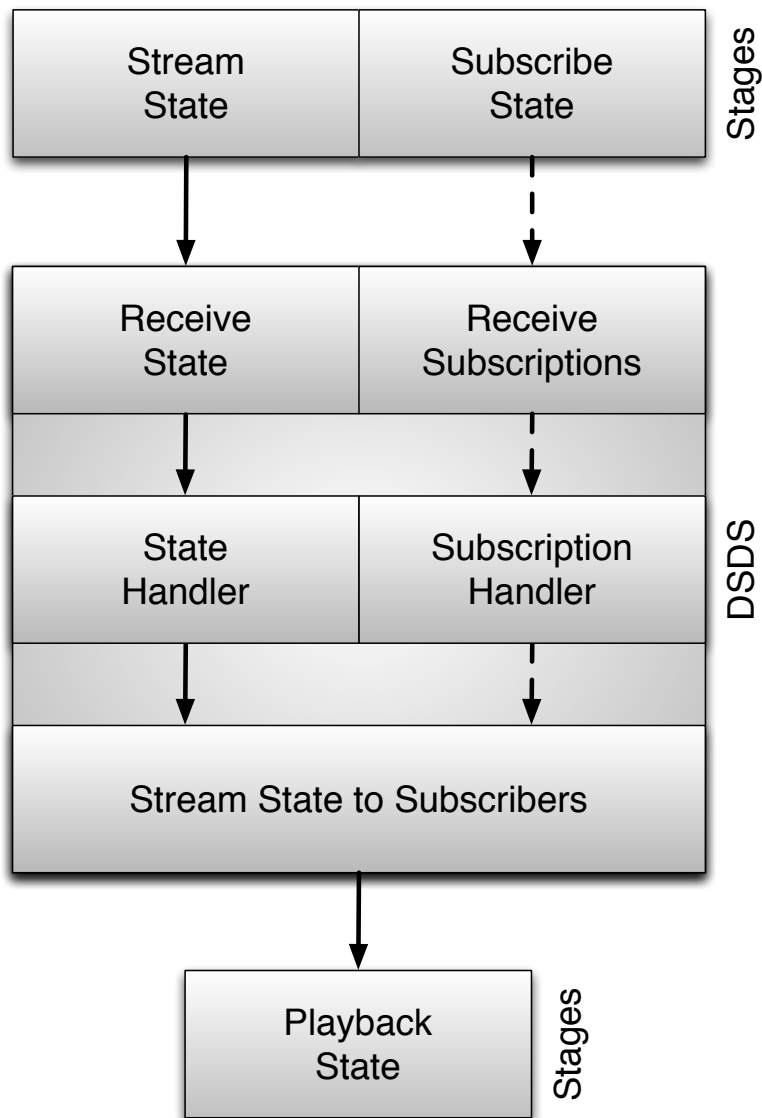 Stream
State
Subscribe
State
Stages
Receive
State
Receive
Subscriptions
State
Handler
Subscription
Handler
DSDS
Stream State to Subscribers
Playback
State
Stages